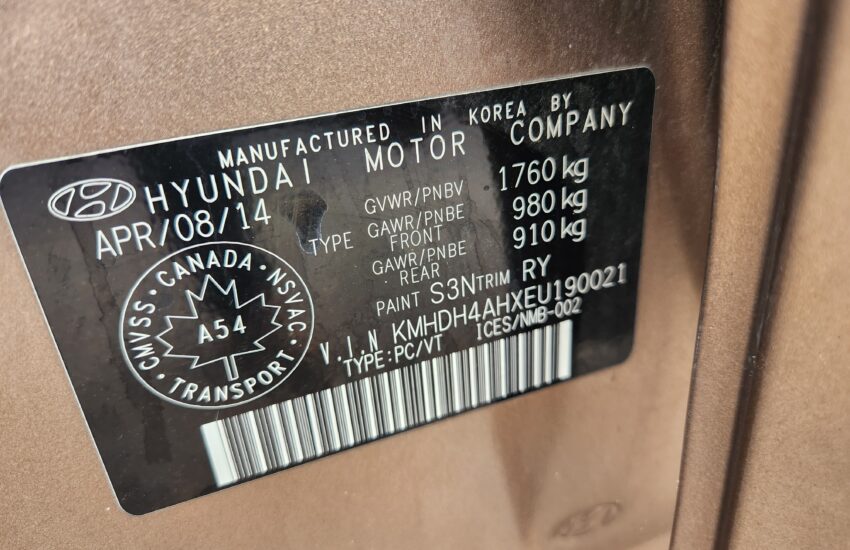 MANUFACTURED IN KOREA BY
HYUNDAI MOTOR COMPANY
APR/08/14
GVWR/PNBV 1760 kg
TYPE GAWR/PNBE FRONT 980 kg
GAWR/PNBE REAR 910 kg
PAINT S3N TRIM RY
V.I.N KMHDH4AHXEU190021
TYPE:PC/VT ICES/NMB-002
CMVSS · CANADA · NSVAC · TRANSPORT ·
A54